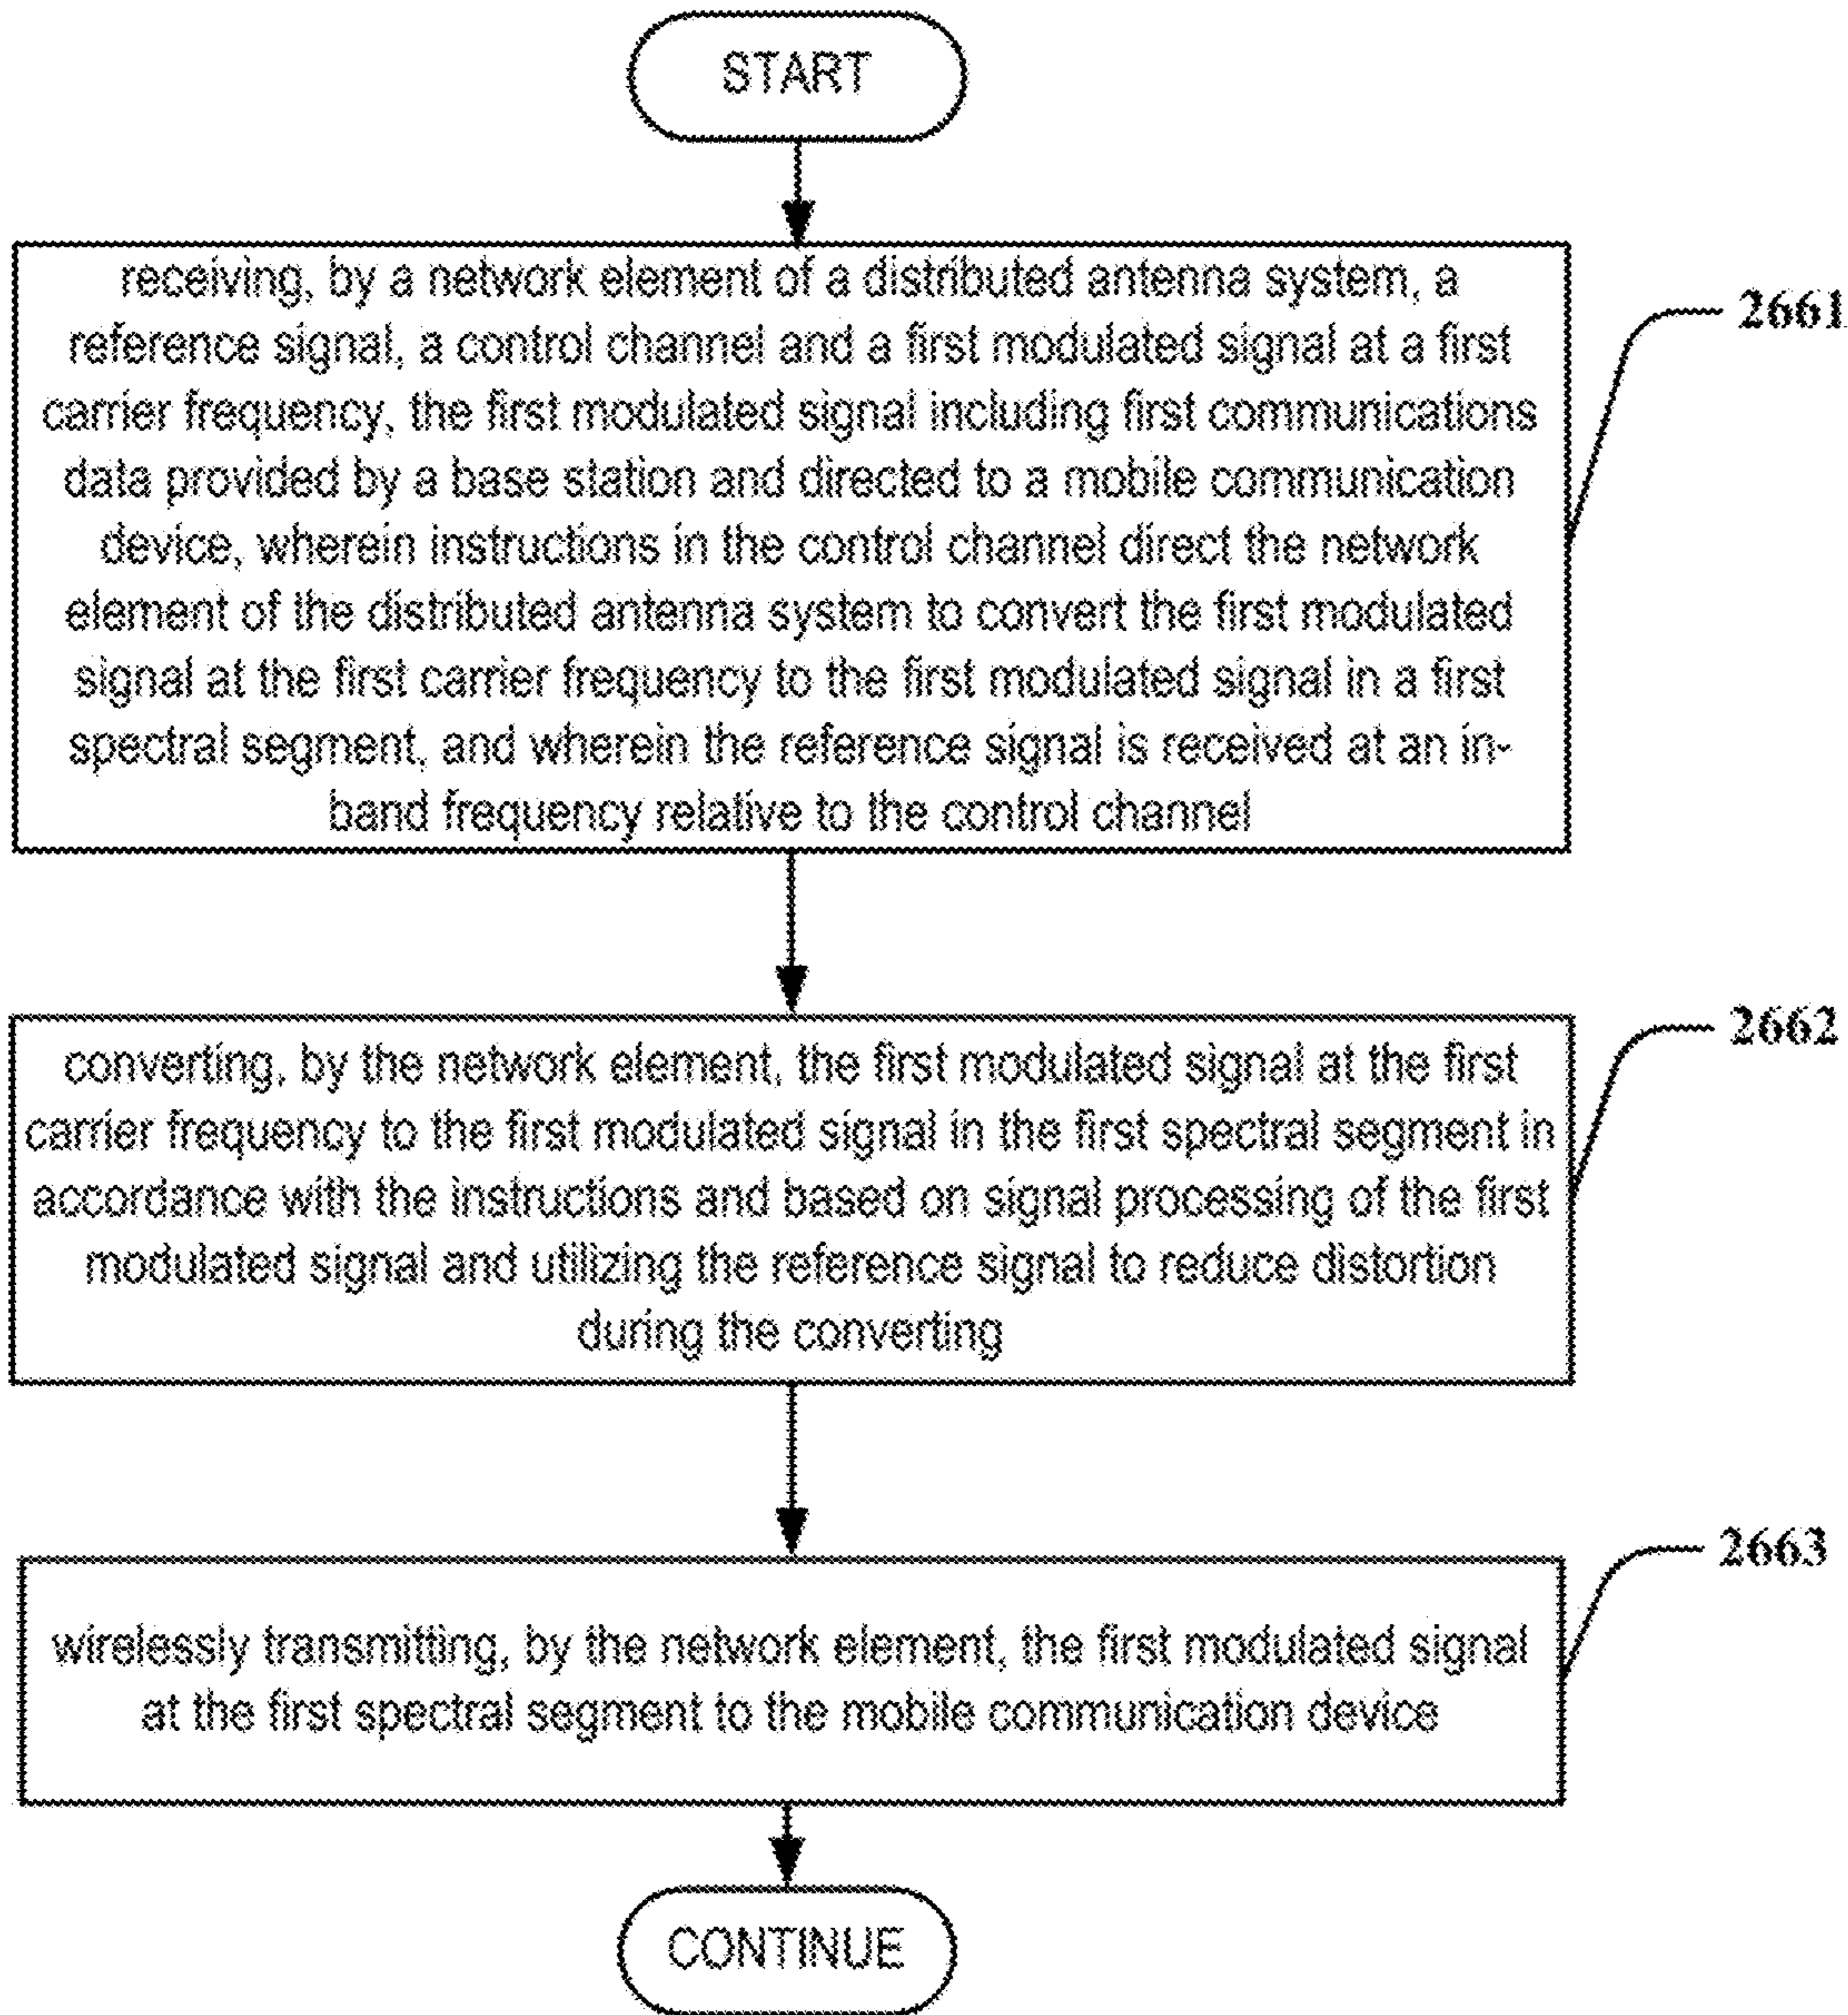 START
receiving, by a network element of a distributed antenna system, a
reference signal, a control channel and a first modulated signal at a first
carrier frequency, the first modulated signal including first communications
data provided by a base station and directed to a mobile communication
device, wherein instructions in the control channel direct the network
element of the distributed antenna system to convert the first modulated
signal at the first carrier frequency to the first modulated signal in a first
spectral segment, and wherein the reference signal is received at an in-
band frequency relative to the control channel
2661
converting, by the network element, the first modulated signal at the first
carrier frequency to the first modulated signal in the first spectral segment in
accordance with the instructions and based on signal processing of the first
modulated signal and utilizing the reference signal to reduce distortion
during the converting
2662
wirelessly transmitting, by the network element, the first modulated signal
at the first spectral segment to the mobile communication device
2663
CONTINUE